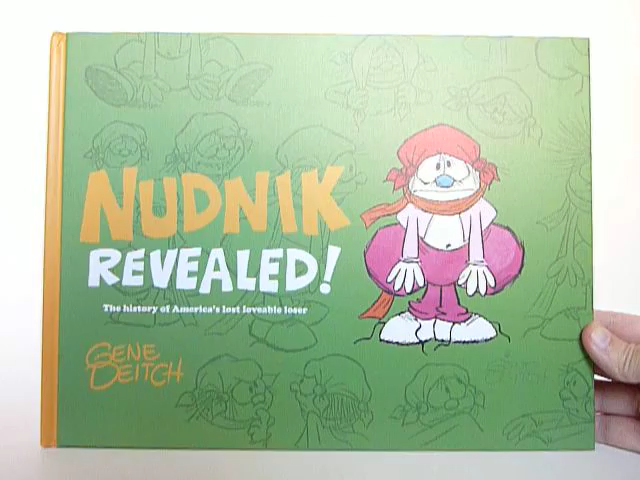 NUDNIK
REVEALED!
The history of America's lost loveable loser
GENE
DEITCH